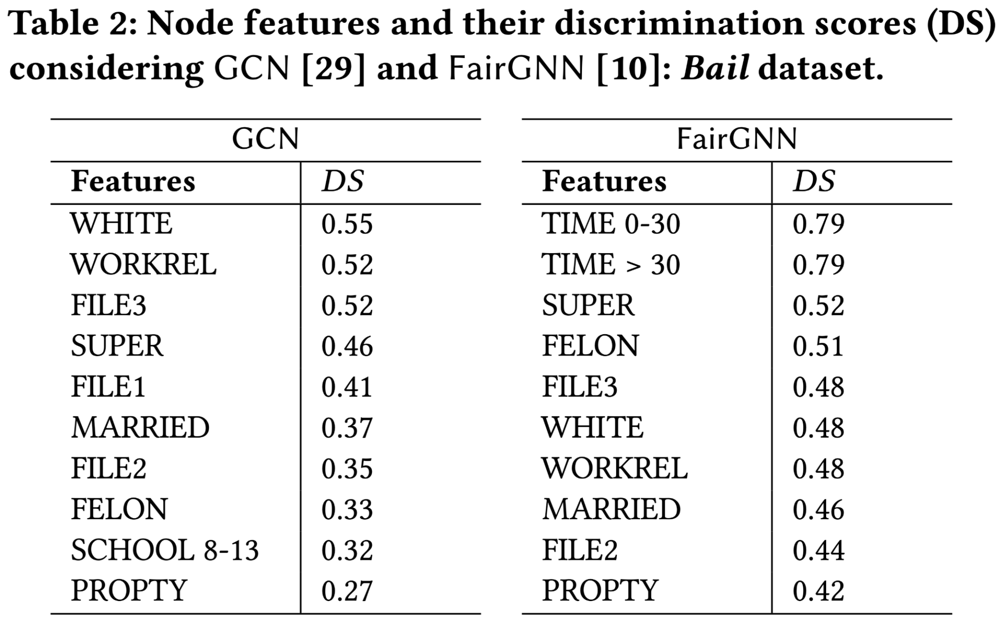 Table 2: Node features and their discrimination scores (DS)
considering GCN [29] and FairGNN [10]: Bail dataset.
GCN
Features DS
WHITE 0.55
WORKREL 0.52
FILE3 0.52
SUPER 0.46
FILE1 0.41
MARRIED 0.37
FILE2 0.35
FELON 0.33
SCHOOL 8-13 0.32
PROPTY 0.27
FairGNN
Features DS
TIME 0-30 0.79
TIME > 30 0.79
SUPER 0.52
FELON 0.51
FILE3 0.48
WHITE 0.48
WORKREL 0.48
MARRIED 0.46
FILE2 0.44
PROPTY 0.42